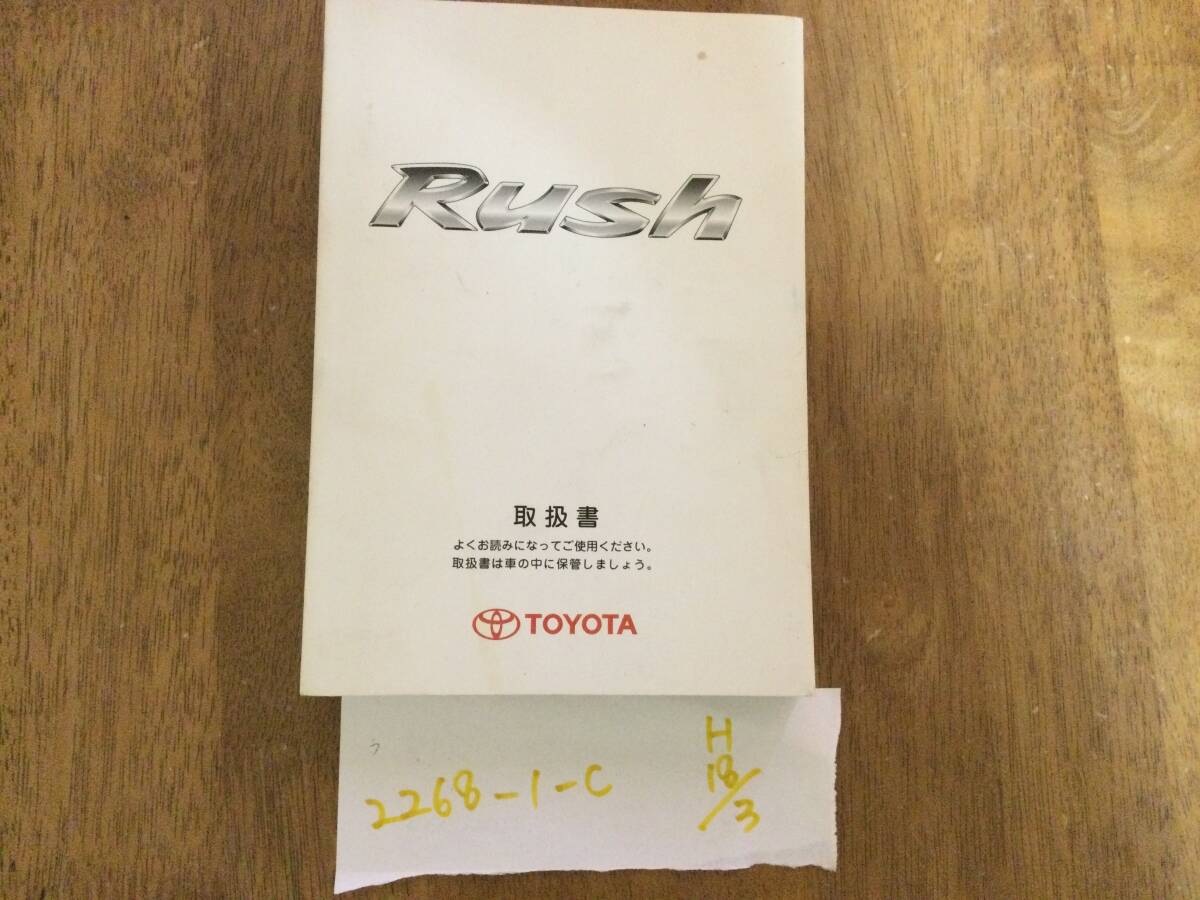 Rush
取扱書
よくお読みになってご使用ください。
取扱書は車の中に保管しましょう。
TOYOTA
2268-1-C
H
18/3